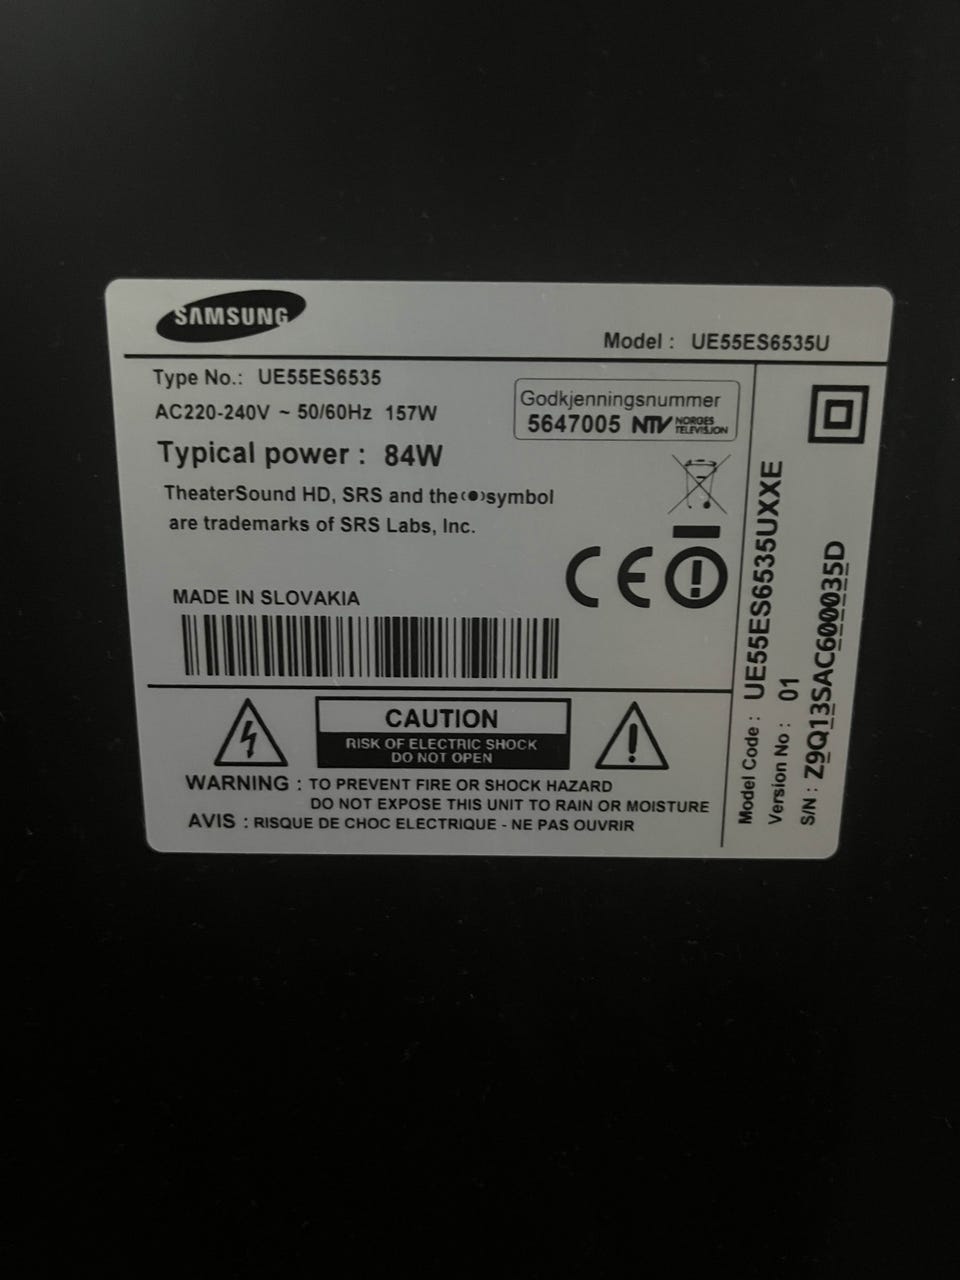 SAMSUNG
Model : UE55ES6535U
Type No.: UE55ES6535
AC220-240V ~ 50/60Hz 157W
Typical power : 84W
Godkjenningsnummer
5647005 NTV NORGES TELEVISJON
TheaterSound HD, SRS and the(●)symbol
are trademarks of SRS Labs, Inc.
CE
MADE IN SLOVAKIA
CAUTION
RISK OF ELECTRIC SHOCK
DO NOT OPEN
WARNING : TO PREVENT FIRE OR SHOCK HAZARD
DO NOT EXPOSE THIS UNIT TO RAIN OR MOISTURE
AVIS : RISQUE DE CHOC ELECTRIQUE - NE PAS OUVRIR
Model Code : UE55ES6535UXXE
Version No : 01
S/N : Z9Q13SAC600035D